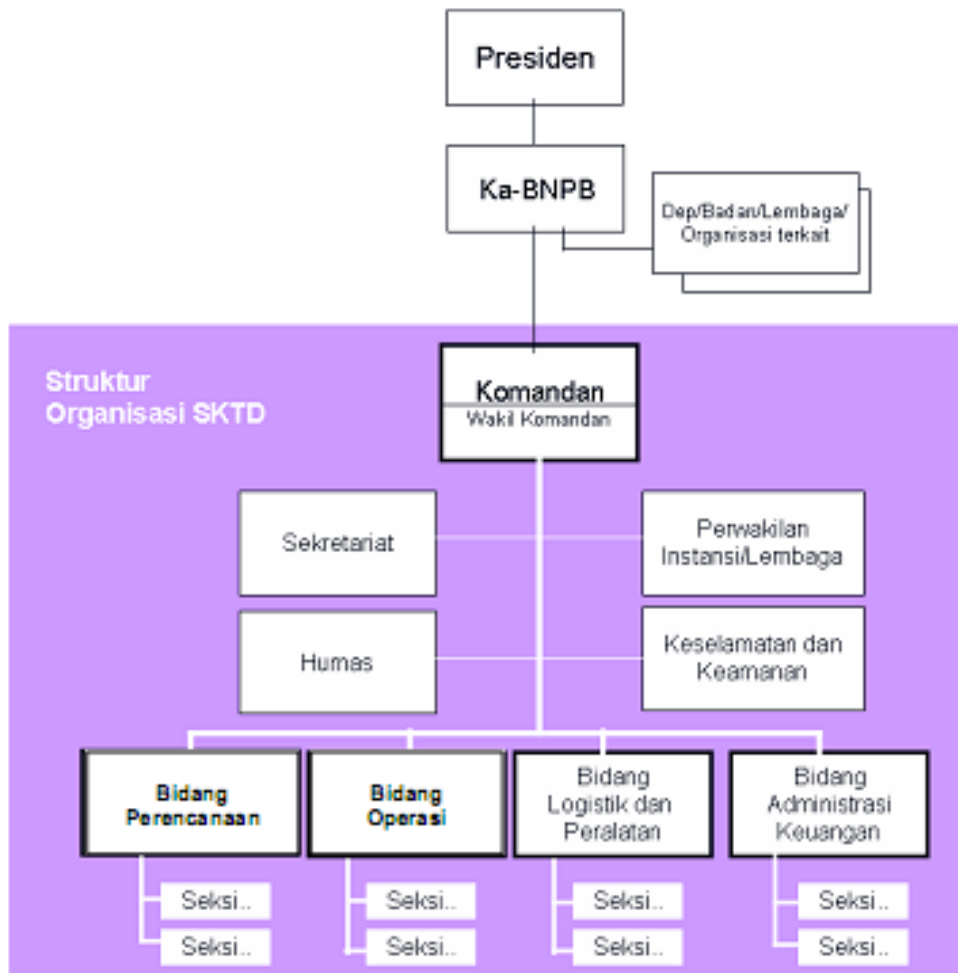 Presiden
Ka-BNPB
Dep/Badan/Lembaga/
Organisasi terkait
Struktur
Organisasi SKTD
Komandan
Wakil Komandan
Sekretariat
Perwakilan
Instansi/Lembaga
Humas
Keselamatan dan
Keamanan
Bidang
Perencanaan
Bidang
Operasi
Bidang
Logistik dan
Peralatan
Bidang
Administrasi
Keuangan
Seksi..
Seksi..
Seksi..
Seksi..
Seksi..
Seksi..
Seksi..
Seksi..